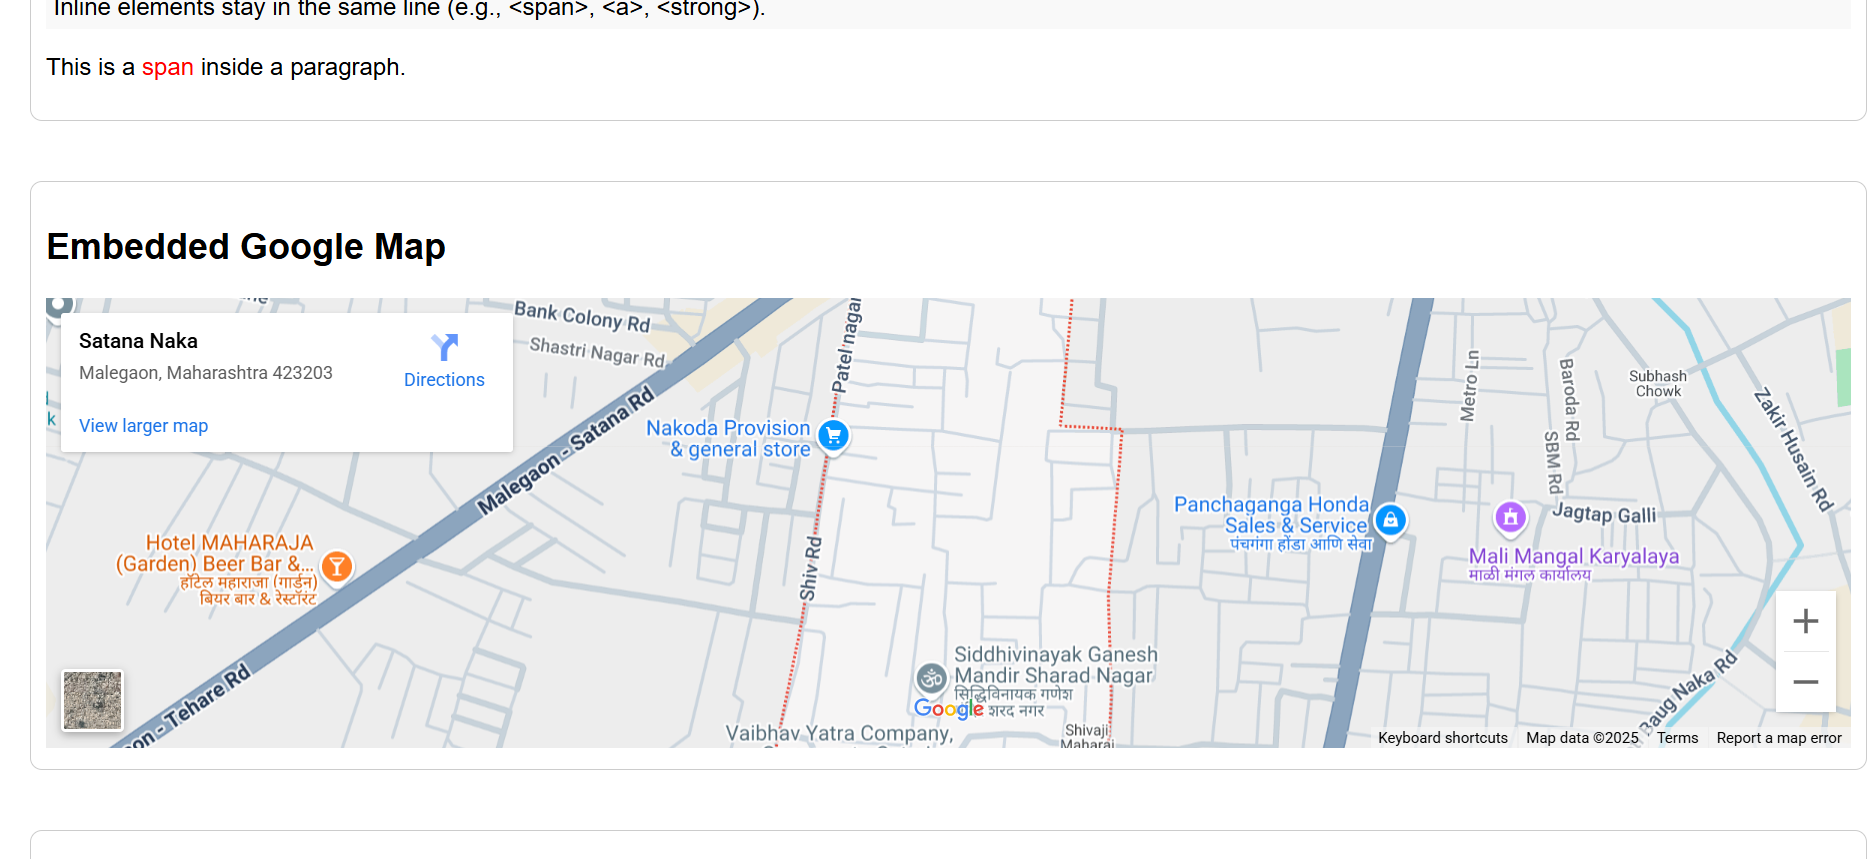 Inline elements stay in the same line (e.g., <span>, <a>, <strong>).
This is a span inside a paragraph.
Embedded Google Map
Satana Naka
Malegaon, Maharashtra 423203
Directions
View larger map
Bank Colony Rd
Shastri Nagar Rd
Malegaon - Satana Rd
Patel nagar
Nakoda Provision
& general store
Metro Ln
Baroda Rd
SBM Rd
Subhash
Chowk
Zakir Husain Rd
Jagtap Galli
Panchaganga Honda
Sales & Service
पंचगंगा होंडा आणि सेवा
Mali Mangal Karyalaya
माळी मंगल कार्यालय
Hotel MAHARAJA
(Garden) Beer Bar &...
हॉटेल महाराजा (गार्डन)
बियर बार & रेस्टॉरंट
Shiv Rd
Siddhivinayak Ganesh
Mandir Sharad Nagar
सिद्धिविनायक गणेश
शरद नगर
Google
Vaibhav Yatra Company,
Shivaji
Maharaj
on - Tehare Rd
Baug Naka Rd
Keyboard shortcuts
Map data ©2025
Terms
Report a map error